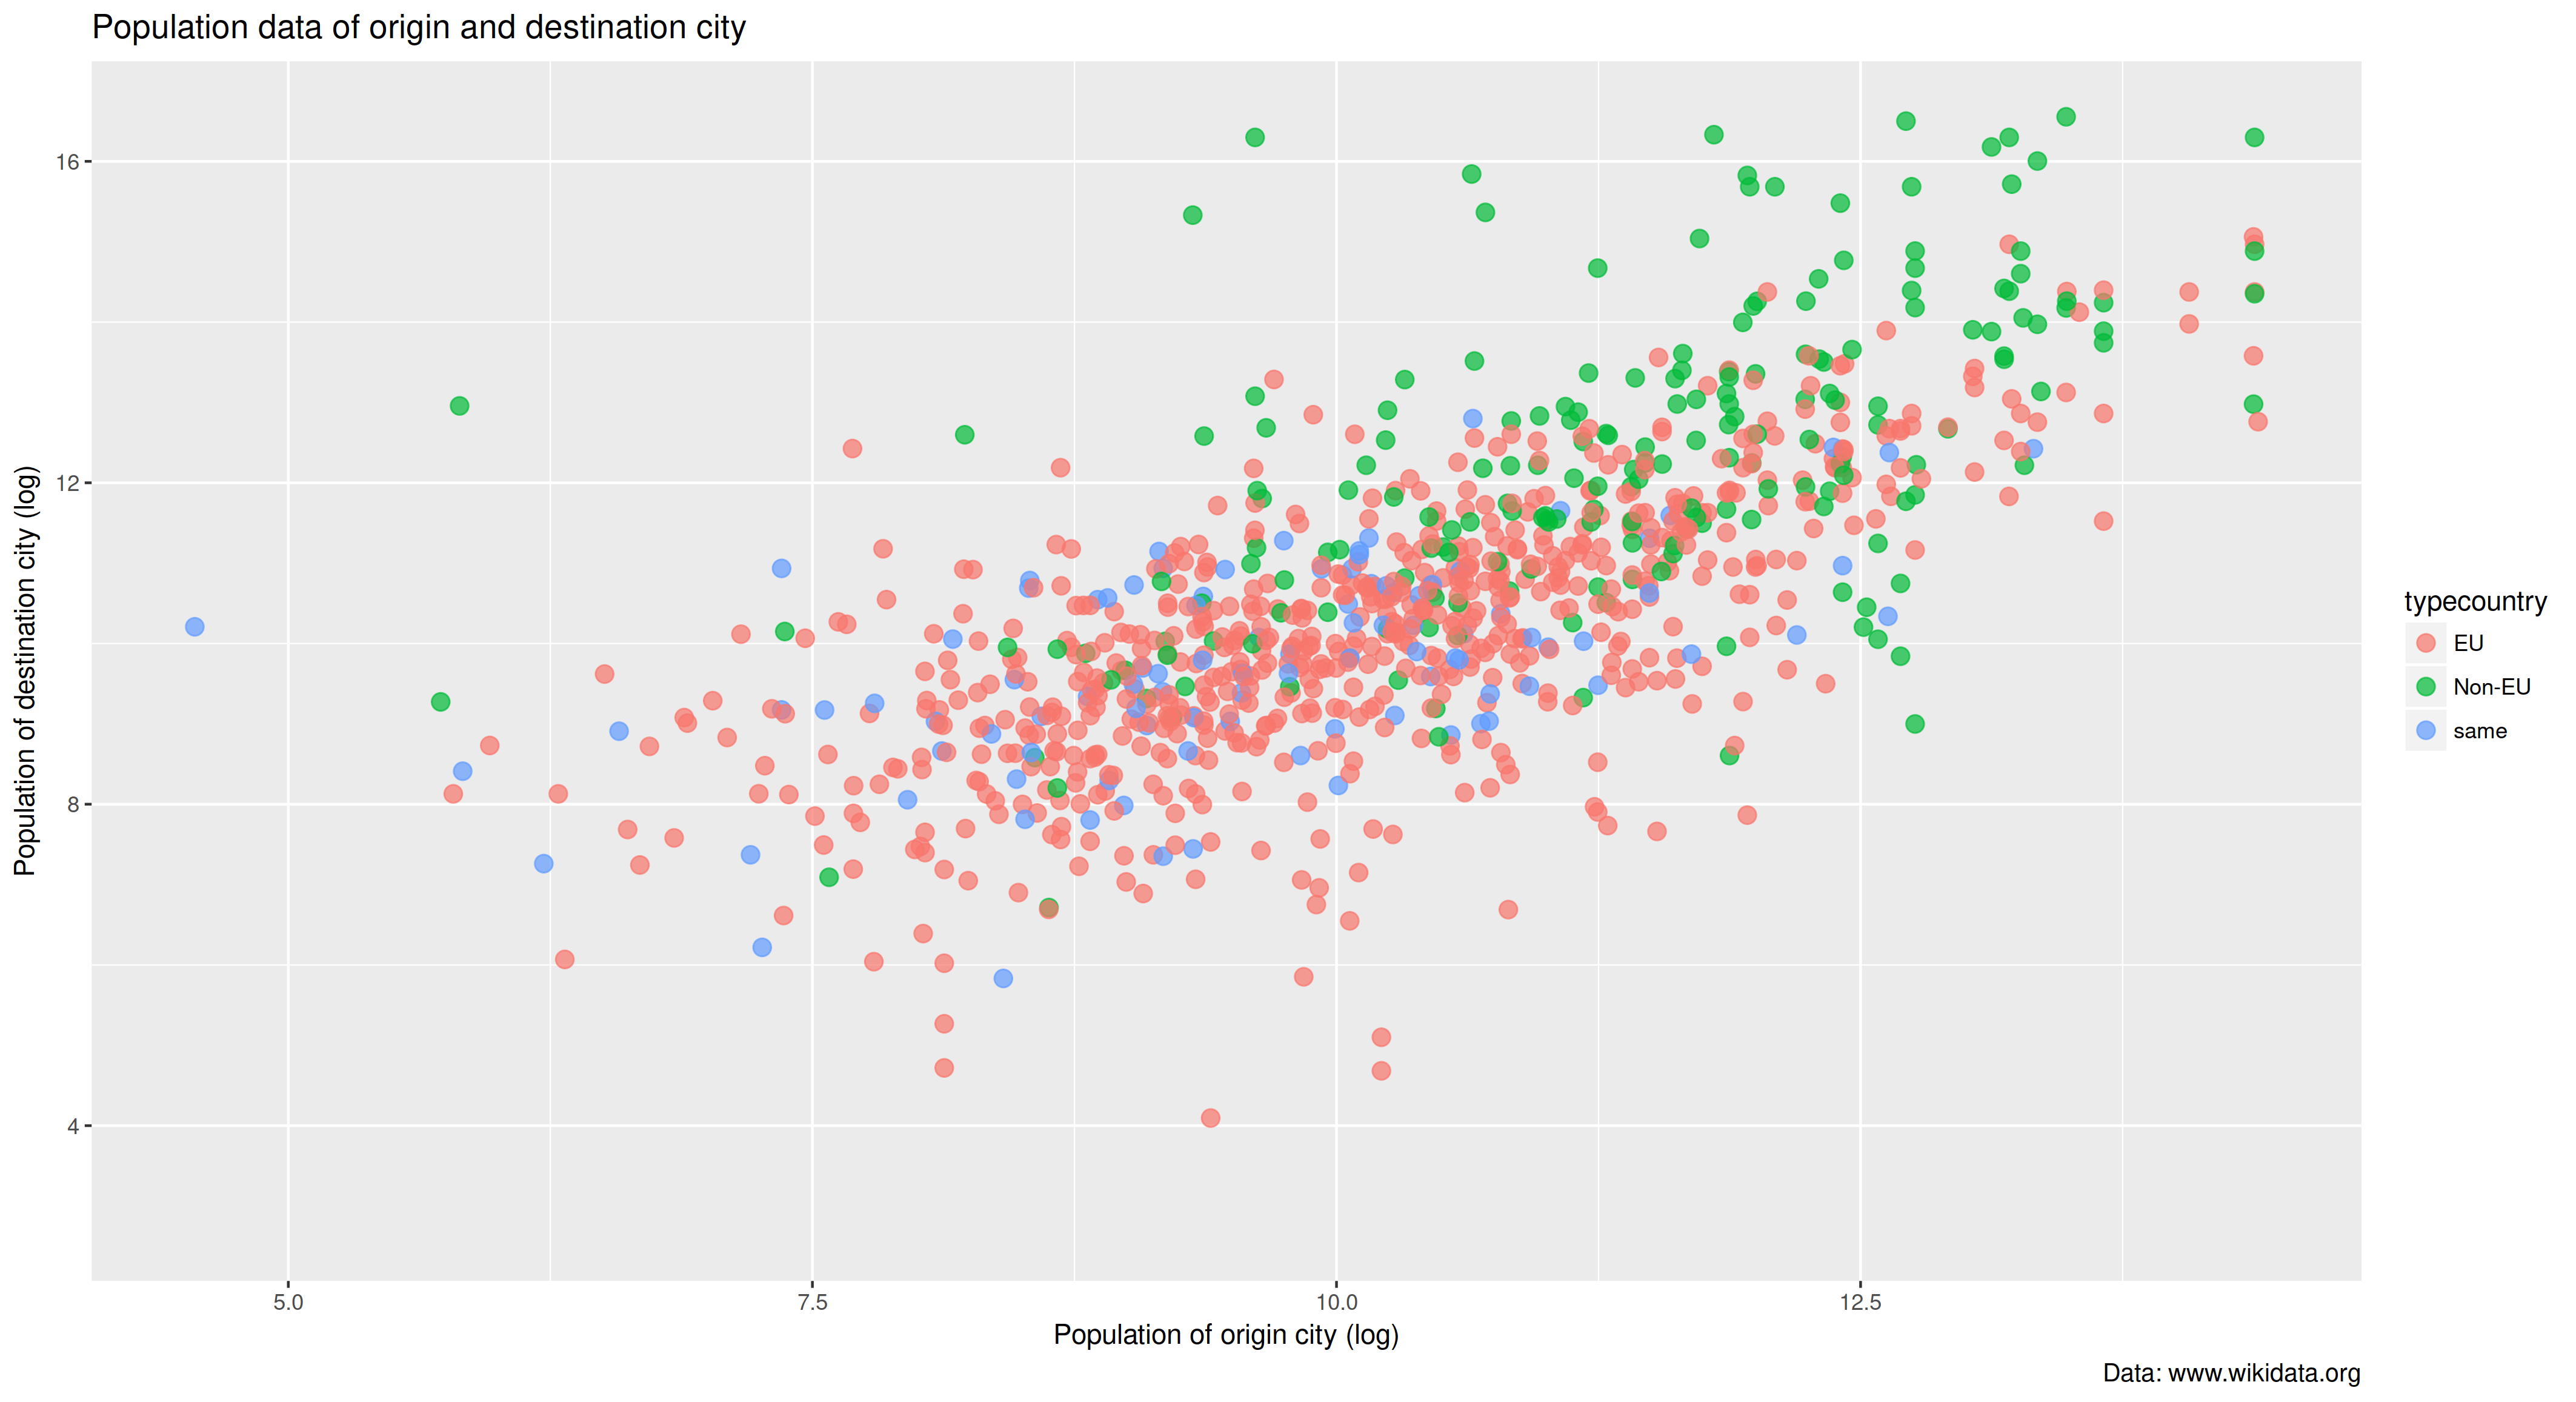 Population data of origin and destination city
Population of destination city (log)
16
12
8
4
5.0
7.5
10.0
12.5
Population of origin city (log)
typecountry
EU
Non-EU
same
Data: www.wikidata.org